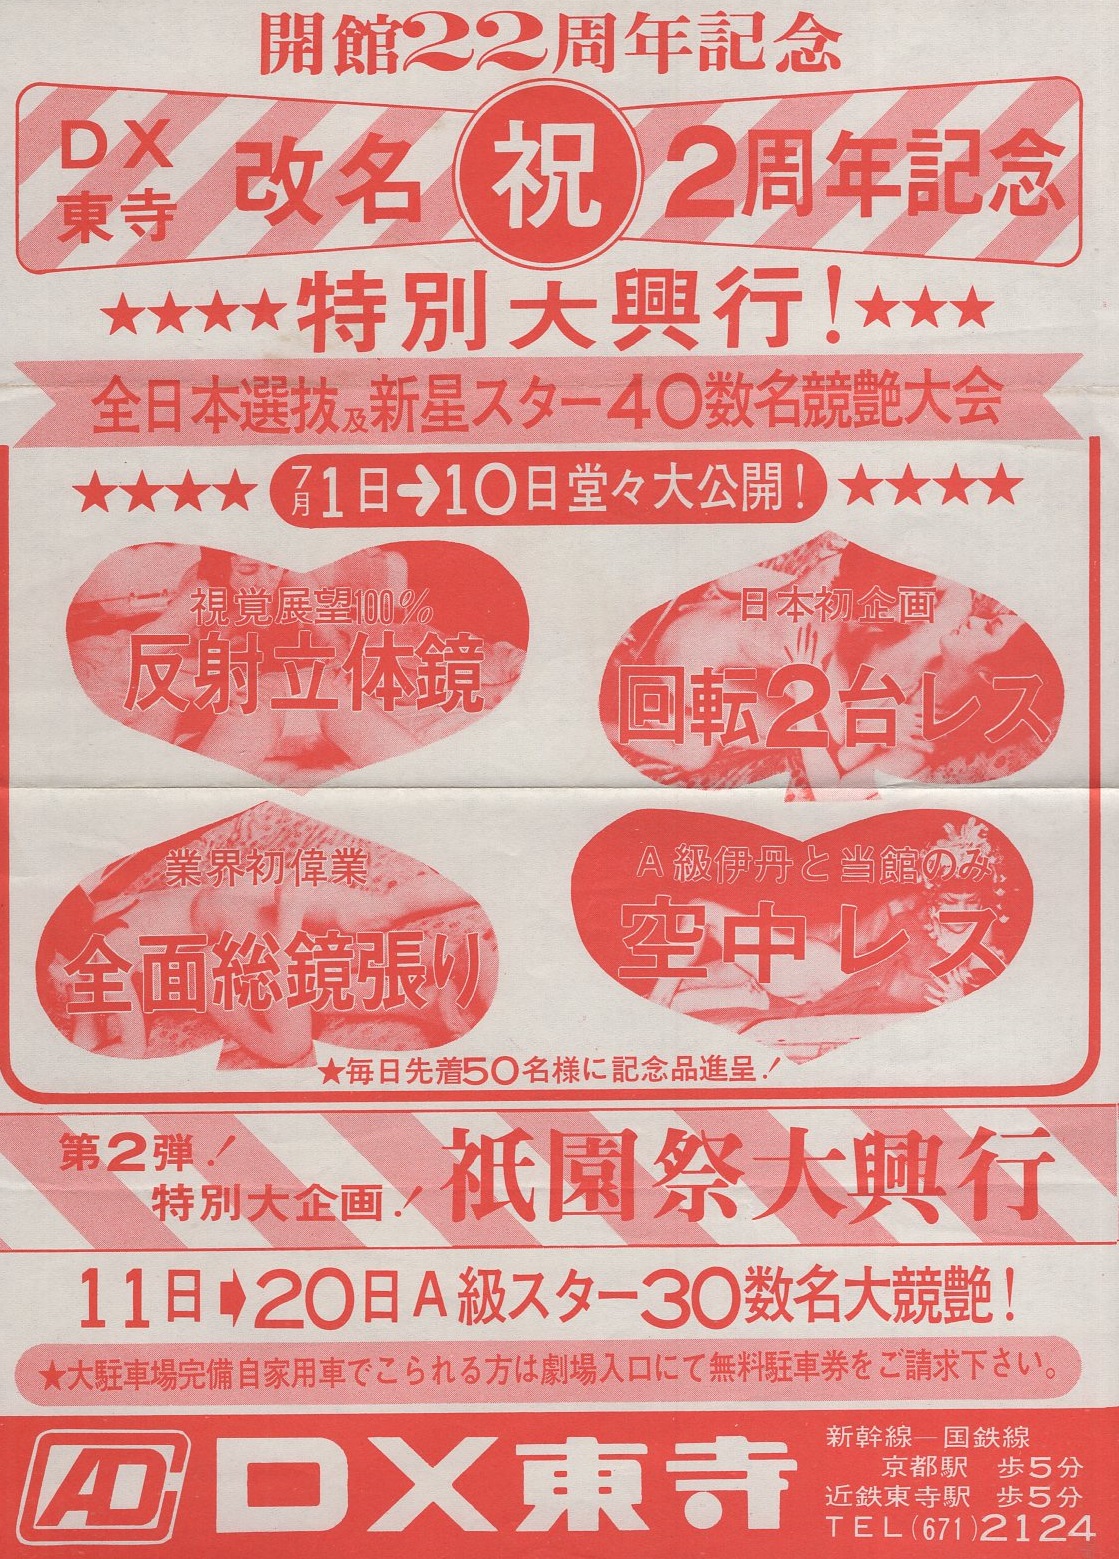 開館22周年記念
DX東寺 改名 祝 2周年記念
★★★★特別大興行!★★★
全日本選抜及新星スター40数名競艶大会
★★★★ 7月1日→10日堂々大公開! ★★★★
視覚展望100%
反射立体鏡
日本初企画
回転2台レス
業界初偉業
全面総鏡張り
A級伊丹と当館のみ
空中レス
★毎日先着50名様に記念品進呈!
第2弾!
特別大企画!
祇園祭大興行
11日➡20日A級スター30数名大競艶!
★大駐車場完備自家用車でこられる方は劇場入口にて無料駐車券をご請求下さい。
DX東寺
新幹線―国鉄線
京都駅 歩5分
近鉄東寺駅 歩5分
TEL(671)2124